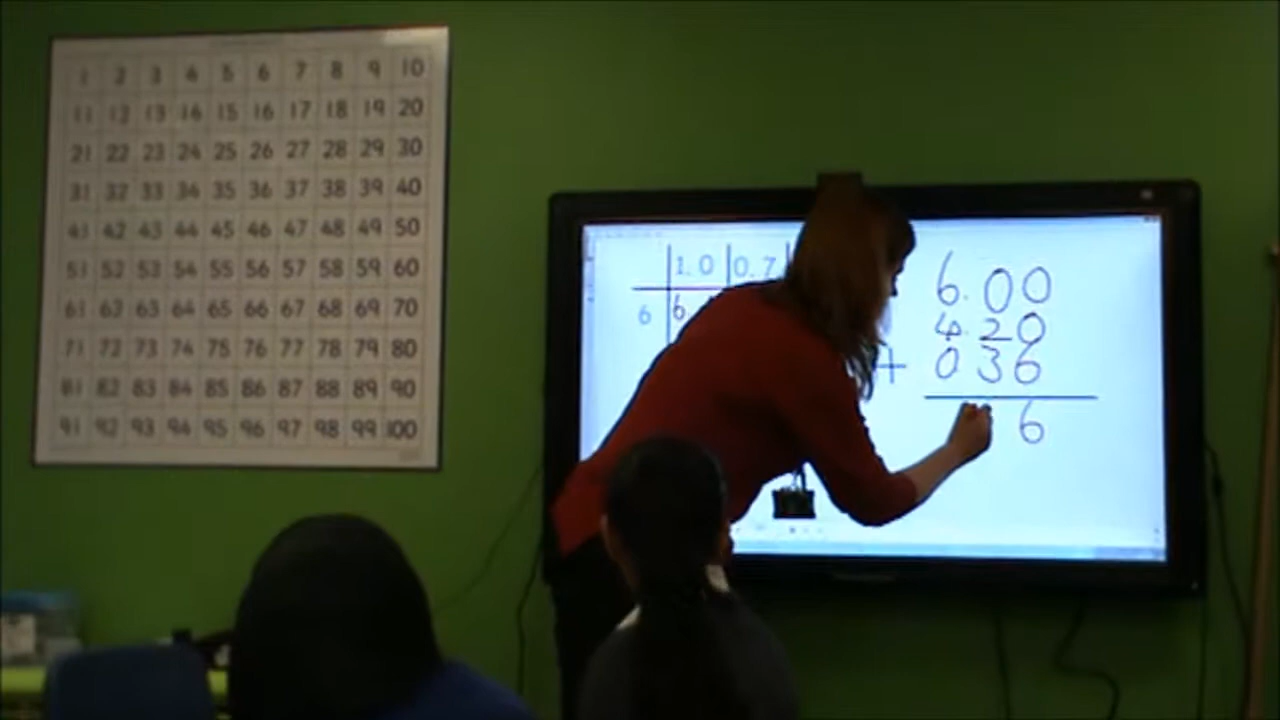 1 2 3 4 5 6 7 8 9 10
11 12 13 14 15 16 17 18 19 20
21 22 23 24 25 26 27 28 29 30
31 32 33 34 35 36 37 38 39 40
41 42 43 44 45 46 47 48 49 50
51 52 53 54 55 56 57 58 59 60
61 62 63 64 65 66 67 68 69 70
71 72 73 74 75 76 77 78 79 80
81 82 83 84 85 86 87 88 89 90
91 92 93 94 95 96 97 98 99 100
1.0 0.7
6 6.
6.00
4.20
+ 036
6